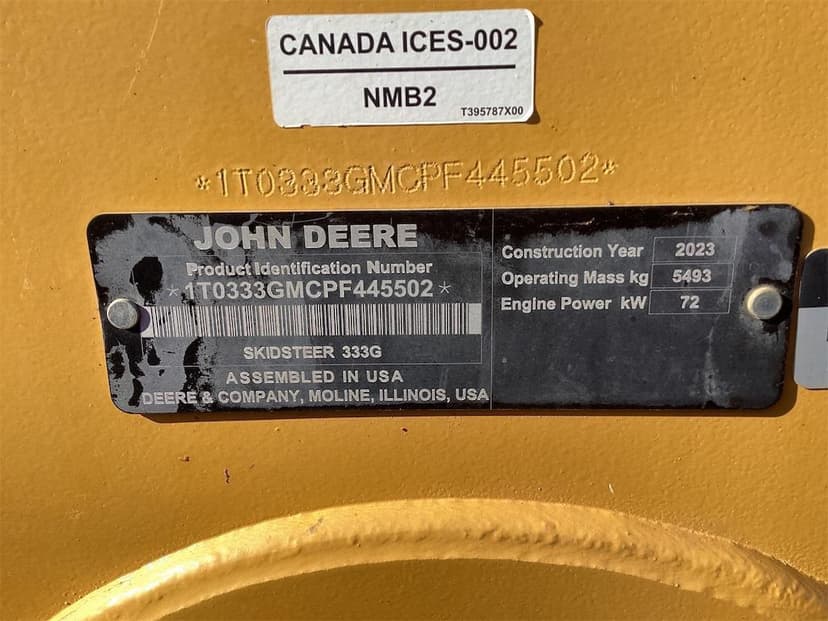 CANADA ICES-002
NMB2
T395787X00
*1T0333GMCPF445502*
JOHN DEERE
Product Identification Number
*1T0333GMCPF445502*
SKIDSTEER 333G
ASSEMBLED IN USA
DEERE & COMPANY, MOLINE, ILLINOIS, USA
Construction Year 2023
Operating Mass kg 5493
Engine Power kW 72